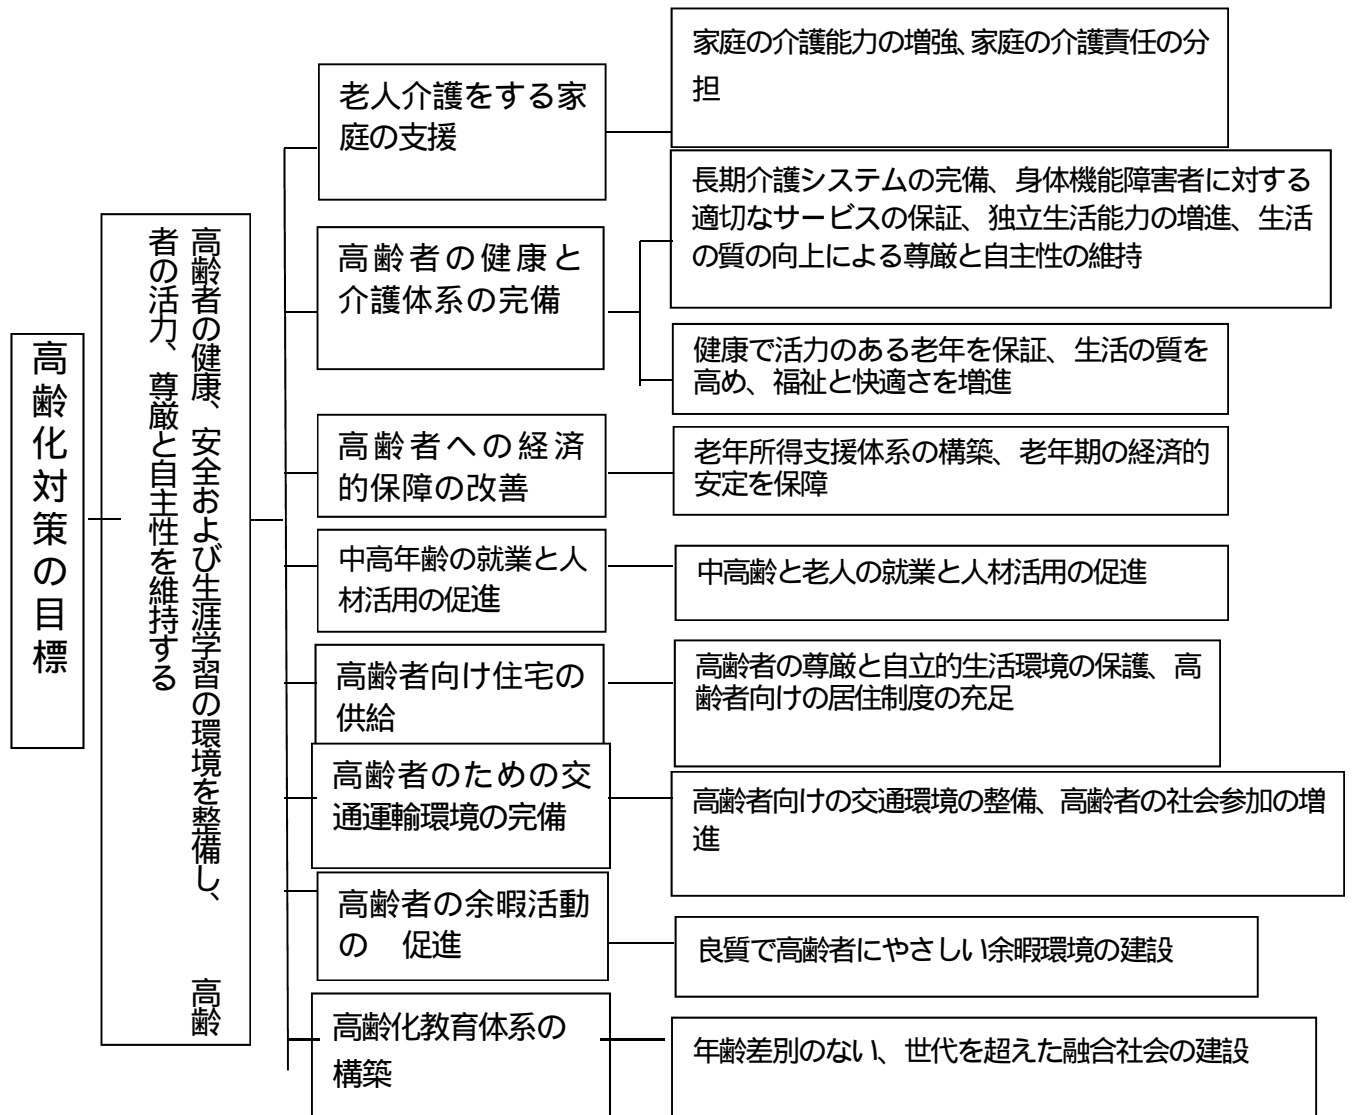 高齢化対策の目標
高齢者の健康、安全および生涯学習の環境を整備し、 高齢
者の活力、尊厳と自主性を維持する
老人介護をする家
庭の支援
家庭の介護能力の増強、家庭の介護責任の分
担
高齢者の健康と
介護体系の完備
長期介護システムの完備、身体機能障害者に対する
適切なサービスの保証、独立生活能力の増進、生活
の質の向上による尊厳と自主性の維持
健康で活力のある老年を保証、生活の質を
高め、福祉と快適さを増進
高齢者への経済
的保障の改善
老年所得支援体系の構築、老年期の経済的
安定を保障
中高年齢の就業と人
材活用の促進
中高齢と老人の就業と人材活用の促進
高齢者向け住宅の
供給
高齢者の尊厳と自立的生活環境の保護、高
齢者向けの居住制度の充足
高齢者のための交
通運輸環境の完備
高齢者向けの交通環境の整備、高齢者の社会参加の増
進
高齢者の余暇活動
の 促進
良質で高齢者にやさしい余暇環境の建設
高齢化教育体系の
構築
年齢差別のない、世代を超えた融合社会の建設